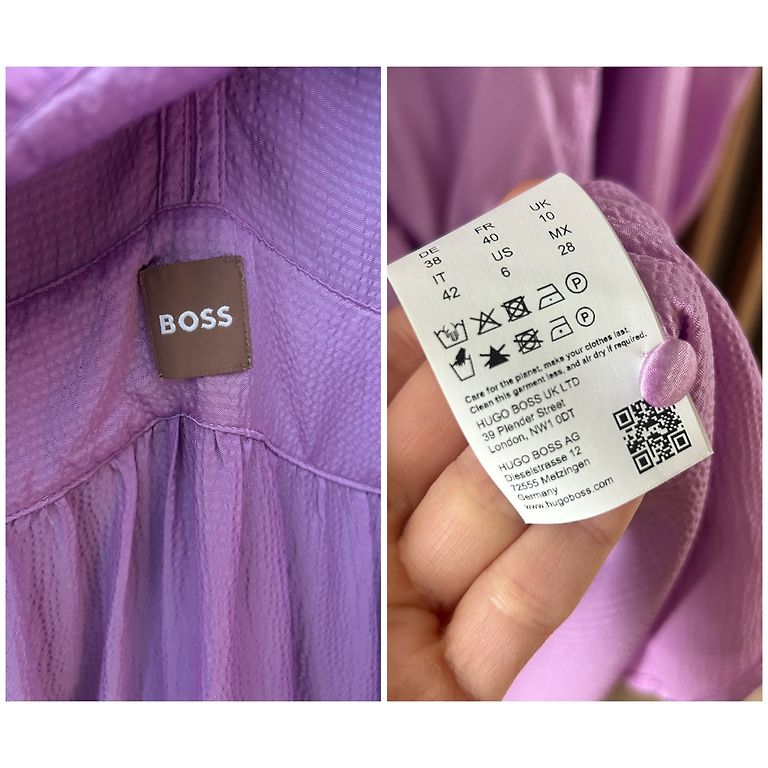 BOSS
DE FR UK
38 40 10
IT US MX
42 6 28
P
P
Care for the planet, make your clothes last.
Clean this garment less, and air dry if required.
HUGO BOSS UK LTD
39 Plender Street
London, NW1 0DT
HUGO BOSS AG
Dieselstrasse 12
72555 Metzingen
Germany
www.hugoboss.com